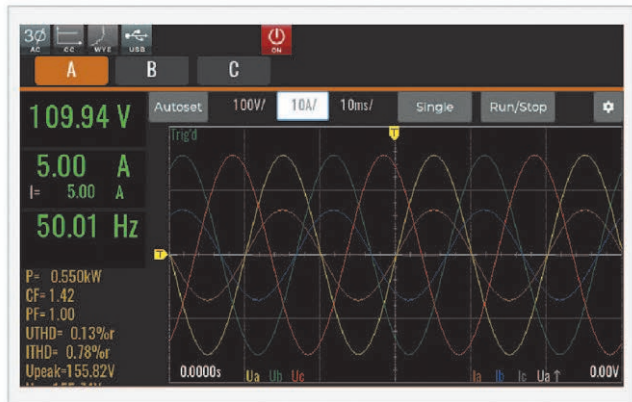 3Ø
AC CC WYE USB ON
A B C
109.94 V
Autoset 100V/ 10A/ 10ms/ Single Run/Stop
Trig'd
T
5.00 A
I= 5.00 A
50.01 Hz
T
P= 0.550kW
CF=1.42
PF=1.00
UTHD= 0.13%r
ITHD= 0.78%r
Upeak=155.82V
0.0000s Ua Ub Uc Ia Ib Ic Ua↑ 0.00V